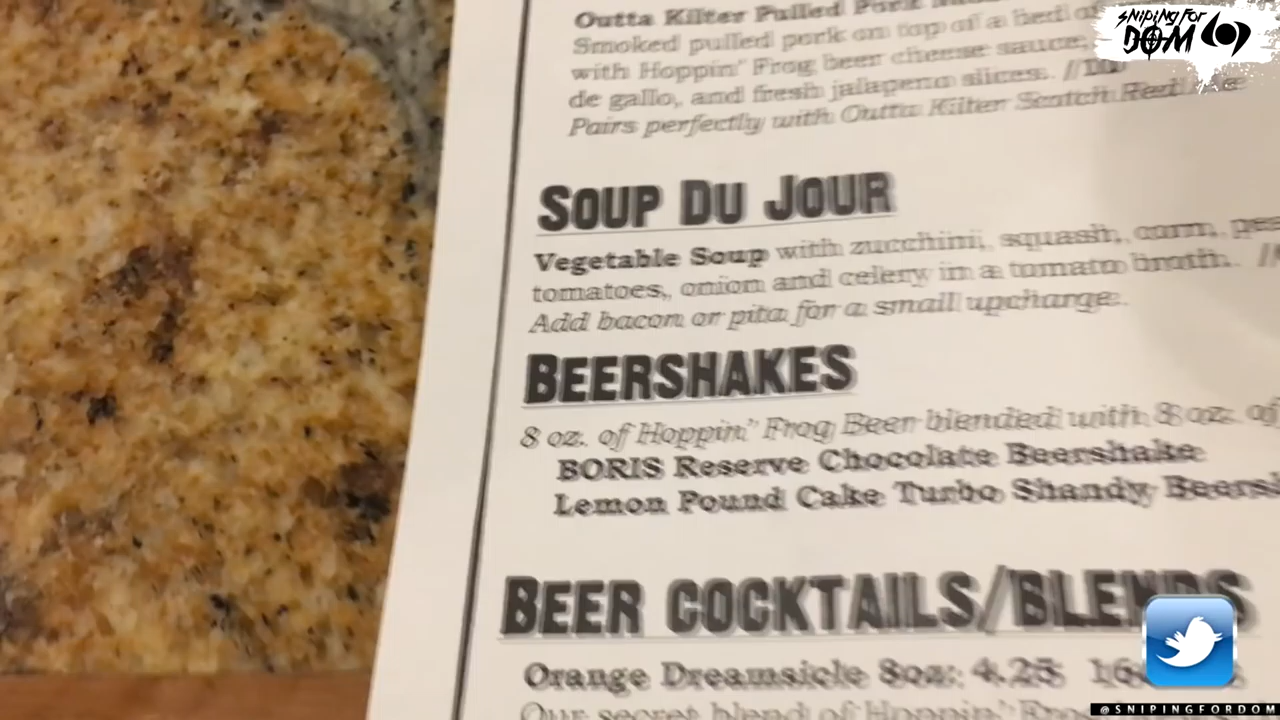 Outta Kilter Pulled Pork
Smoked pulled pork on top of a bed of
with Hoppin' Frog beer cheese sauce,
de gallo, and fresh jalapeno slices. //10
Pairs perfectly with Outta Kilter Scotch Red Ale
SOUP DU JOUR
Vegetable Soup with zucchini, squash, corn,
tomatoes, onion and celery in a tomato broth. //
Add bacon or pita for a small upcharge.
BEERSHAKES
8 oz. of Hoppin' Frog Beer blended with 8 oz. of
BORIS Reserve Chocolate Beershake
Lemon Pound Cake Turbo Shandy Beersh
BEER COCKTAILS/BLENDS
Orange Dreamsicle 8oz: 4.25 16o
Our secret blend of Hoppin' Frog
SNIPING FOR
DOM
@SNIPINGFORDOM